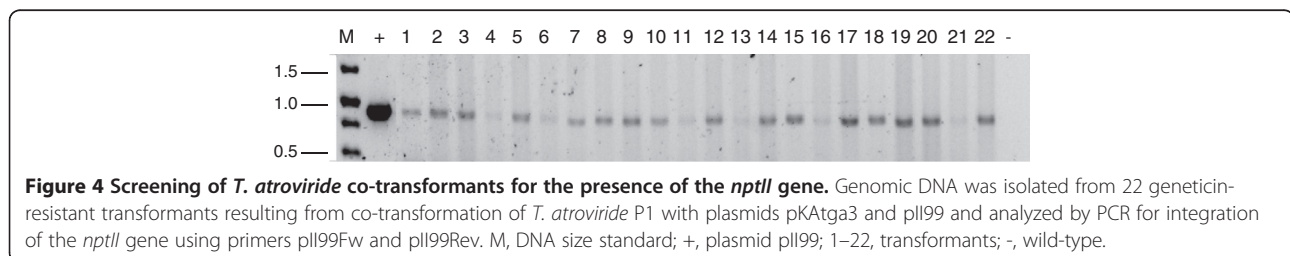 M + 1 2 3 4 5 6 7 8 9 10 11 12 13 14 15 16 17 18 19 20 21 22 -
1.5
1.0
0.5
Figure 4 Screening of T. atroviride co-transformants for the presence of the nptII gene. Genomic DNA was isolated from 22 geneticin-
resistant transformants resulting from co-transformation of T. atroviride P1 with plasmids pKAtga3 and pII99 and analyzed by PCR for integration
of the nptII gene using primers pII99Fw and pII99Rev. M, DNA size standard; +, plasmid pII99; 1–22, transformants; -, wild-type.